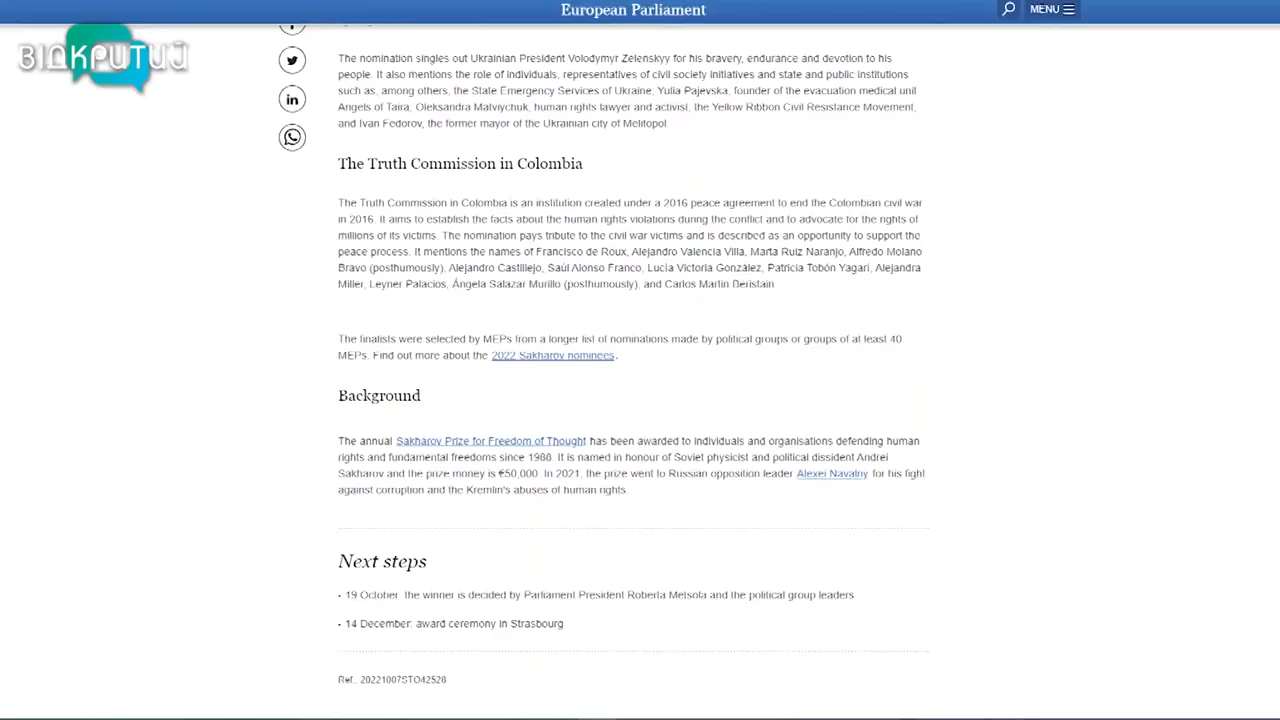 European Parliament
MENU
ВІДКРИТИЙ
The nomination singles out Ukrainian President Volodymyr Zelenskyy for his bravery, endurance and devotion to his
people. It also mentions the role of individuals, representatives of civil society initiatives and state and public institutions
such as, among others, the State Emergency Services of Ukraine, Yulia Pajevska, founder of the evacuation medical unit
Angels of Taira, Oleksandra Matviychuk, human rights lawyer and activist, the Yellow Ribbon Civil Resistance Movement,
and Ivan Fedorov, the former mayor of the Ukrainian city of Melitopol.
The Truth Commission in Colombia
The Truth Commission in Colombia is an institution created under a 2016 peace agreement to end the Colombian civil war
in 2016. It aims to establish the facts about the human rights violations during the conflict and to advocate for the rights of
millions of its victims. The nomination pays tribute to the civil war victims and is described as an opportunity to support the
peace process. It mentions the names of Francisco de Roux, Alejandro Valencia Villa, Marta Ruiz Naranjo, Alfredo Molano
Bravo (posthumously), Alejandro Castillejo, Saúl Alonso Franco, Lucía Victoria González, Patricia Tobón Yagarí, Alejandra
Miller, Leyner Palacios, Ángela Salazar Murillo (posthumously), and Carlos Martin Beristain
The finalists were selected by MEPs from a longer list of nominations made by political groups or groups of at least 40
MEPs. Find out more about the 2022 Sakharov nominees.
Background
The annual Sakharov Prize for Freedom of Thought has been awarded to individuals and organisations defending human
rights and fundamental freedoms since 1988. It is named in honour of Soviet physicist and political dissident Andrei
Sakharov and the prize money is €50,000. In 2021, the prize went to Russian opposition leader Alexei Navalny for his fight
against corruption and the Kremlin's abuses of human rights.
Next steps
• 19 October: the winner is decided by Parliament President Roberta Metsola and the political group leaders
• 14 December: award ceremony in Strasbourg
Ref.: 20221007STO42528